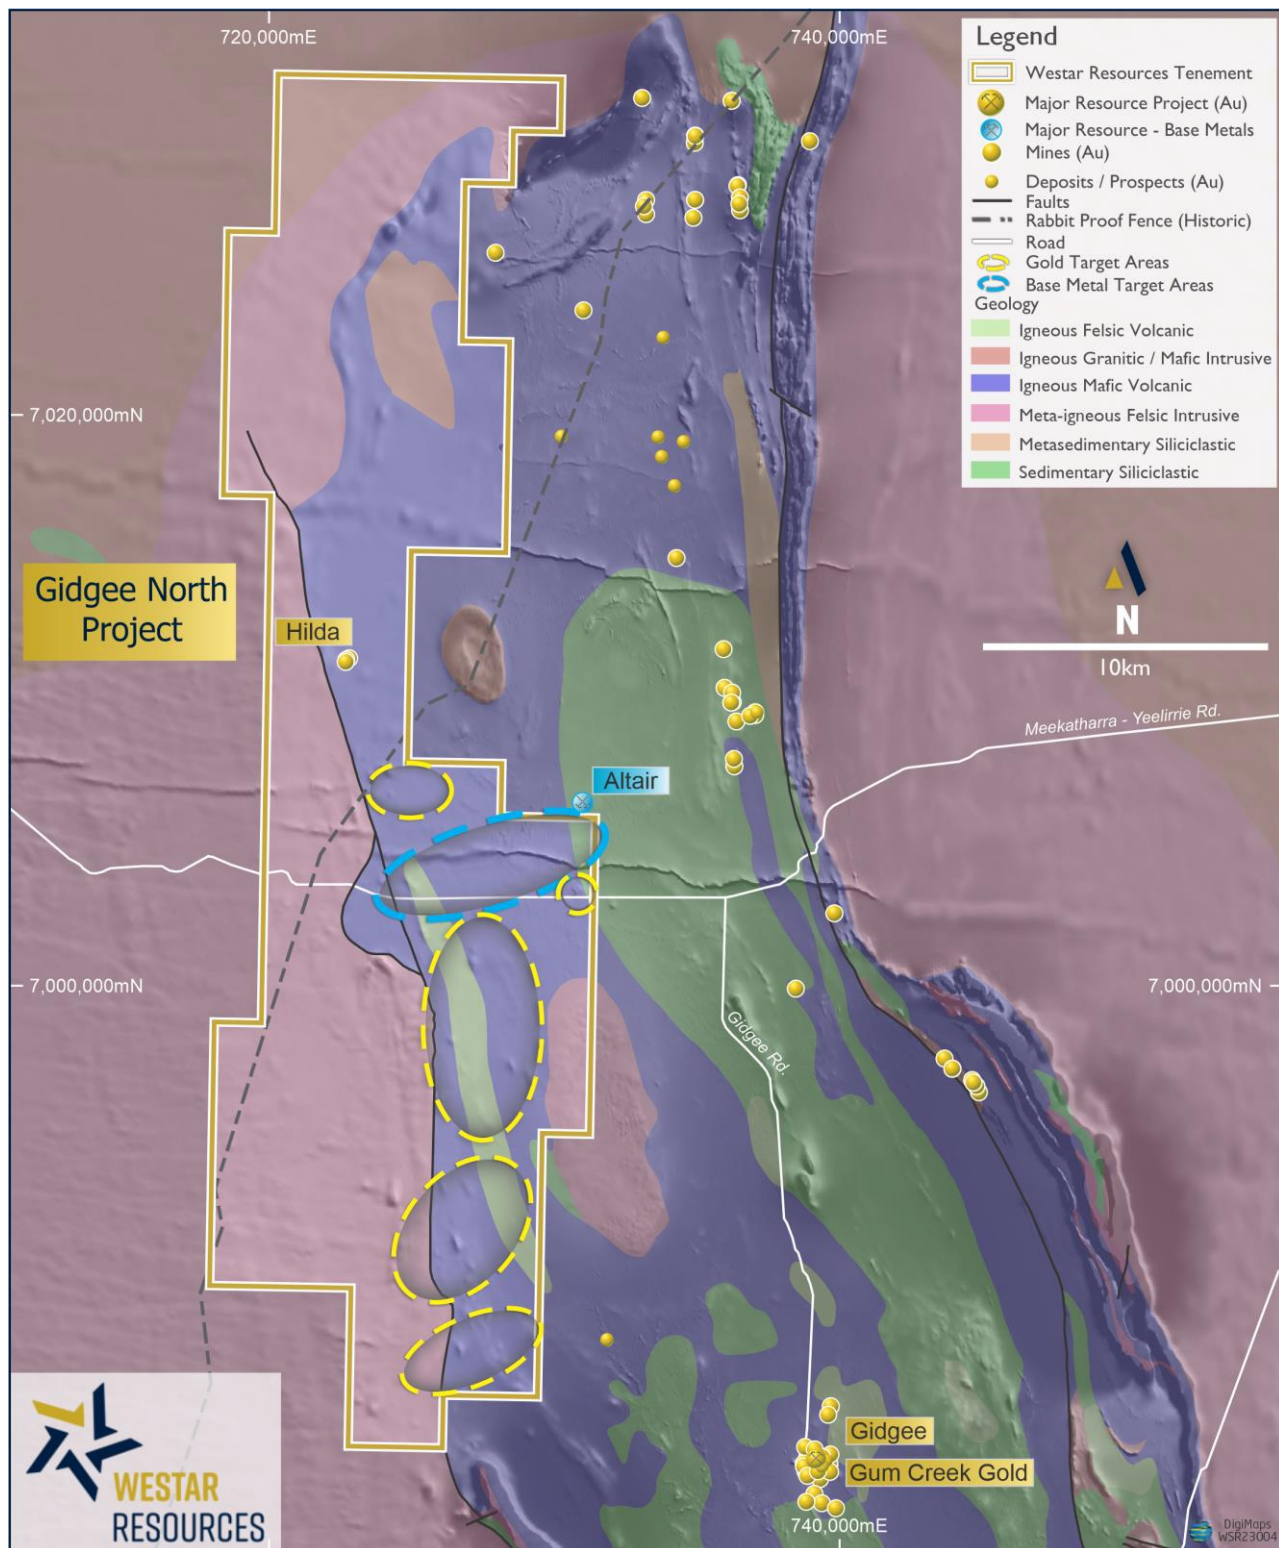 720,000mE
740,000mE
Legend
Westar Resources Tenement
Major Resource Project (Au)
Major Resource - Base Metals
Mines (Au)
Deposits / Prospects (Au)
Faults
Rabbit Proof Fence (Historic)
Road
Gold Target Areas
Base Metal Target Areas
Geology
Igneous Felsic Volcanic
Igneous Granitic / Mafic Intrusive
Igneous Mafic Volcanic
Meta-igneous Felsic Intrusive
Metasedimentary Siliciclastic
Sedimentary Siliciclastic
7,020,000mN
Gidgee North
Project
Hilda
N
10km
Meekatharra - Yeelirrie Rd.
Altair
7,000,000mN
7,000,000mN
Gidgee Rd.
Gidgee
Gum Creek Gold
WESTAR
RESOURCES
740,000mE
DigiMaps
WSR23004